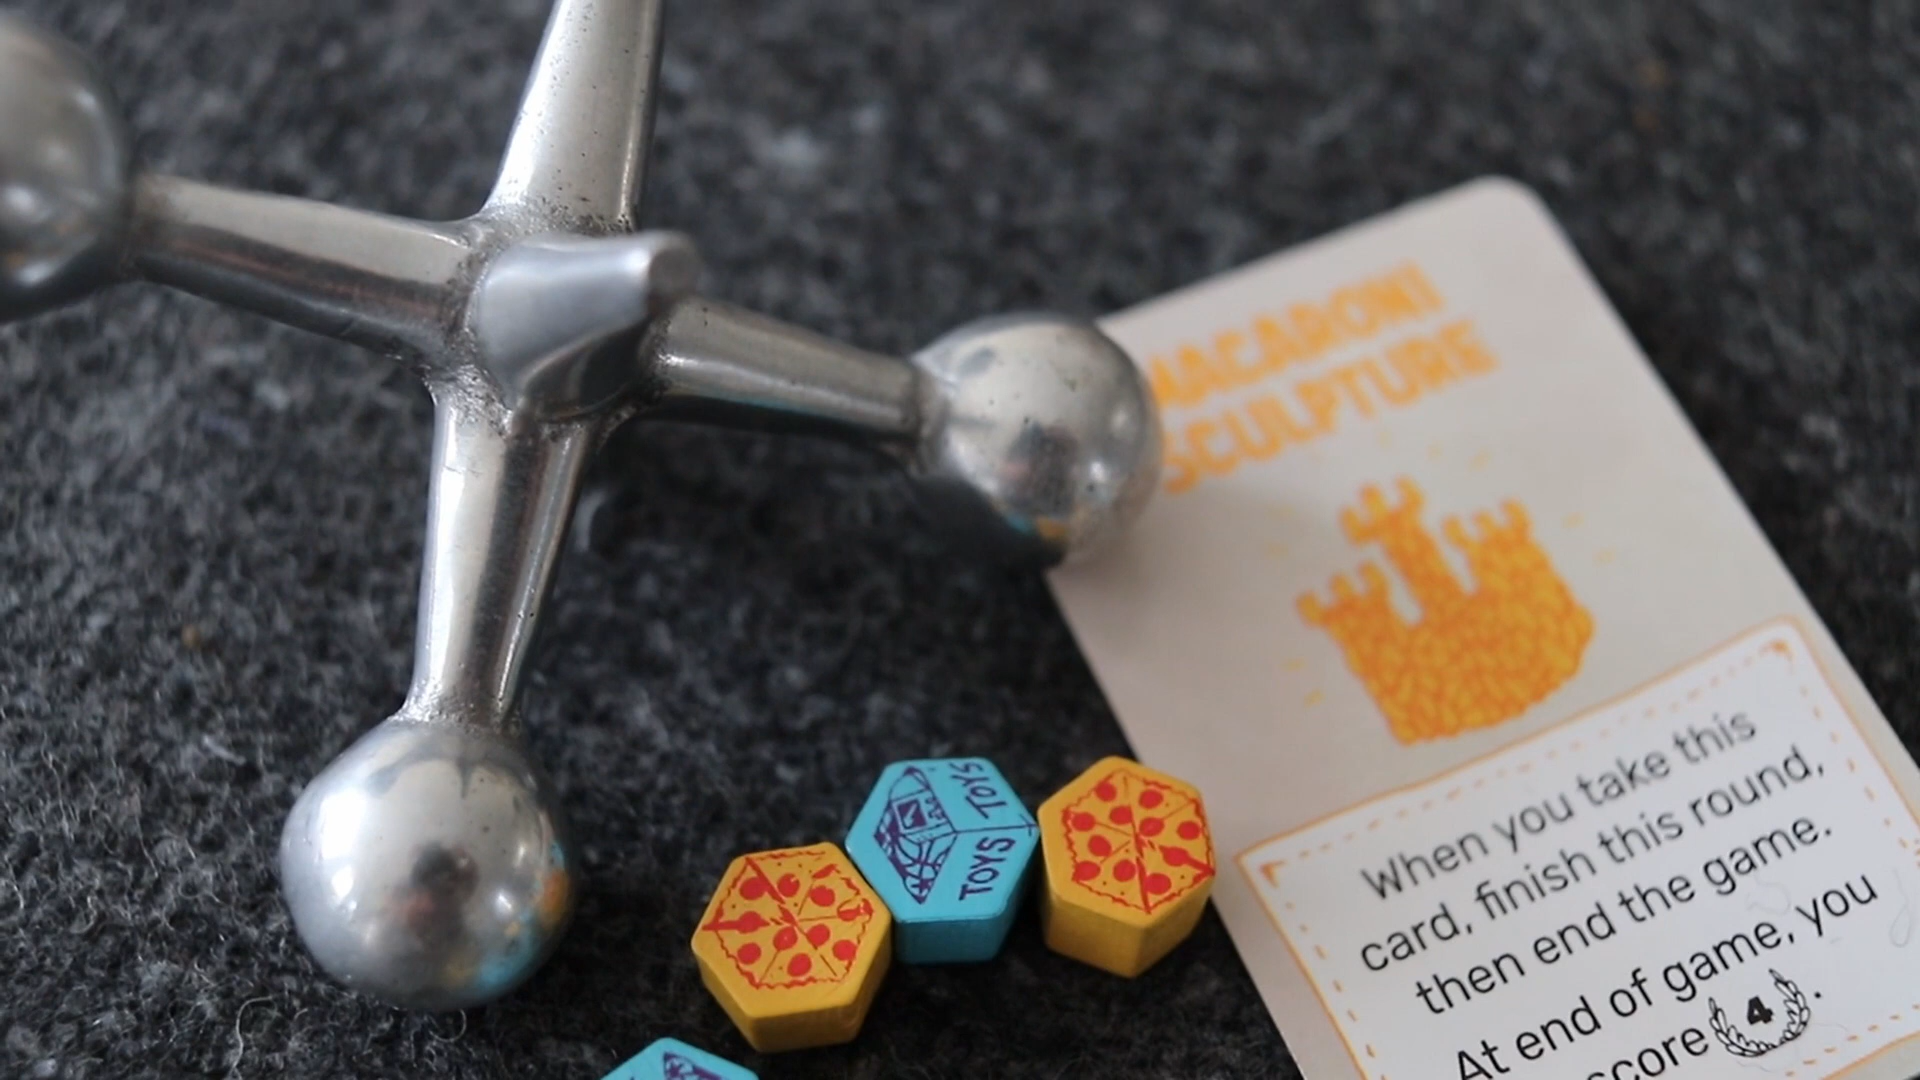 MACARONI
SCULPTURE
TOYS
TOYS
When you take this
card, finish this round,
then end the game.
At end of game, you
score 4.